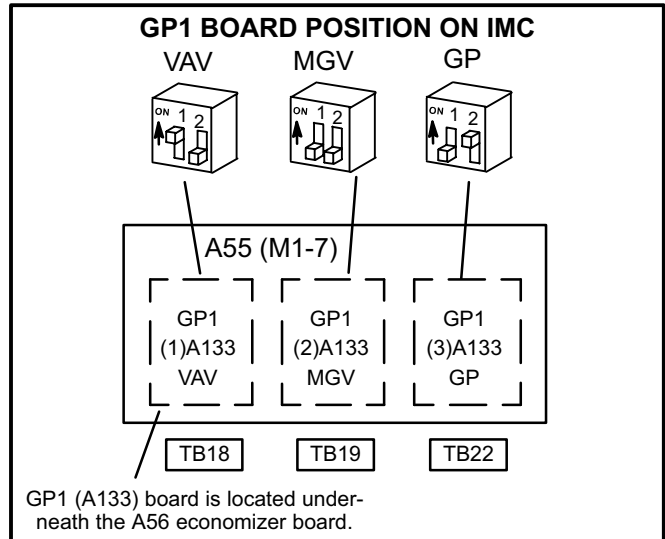 GP1 BOARD POSITION ON IMC
VAV MGV GP
ON 1 2 ON 1 2 ON 1 2
A55 (M1-7)
GP1 GP1 GP1
(1)A133 (2)A133 (3)A133
VAV MGV GP
TB18 TB19 TB22
GP1 (A133) board is located under-
neath the A56 economizer board.